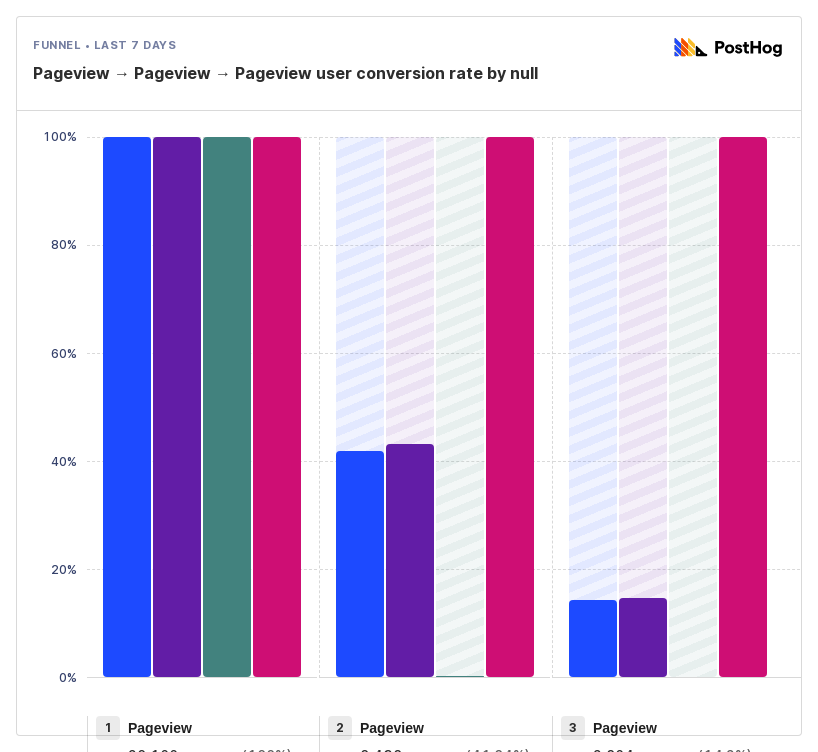 FUNNEL • LAST 7 DAYS
PostHog
Pageview → Pageview → Pageview user conversion rate by null
100%
80%
60%
40%
20%
0%
1 Pageview
2 Pageview
3 Pageview